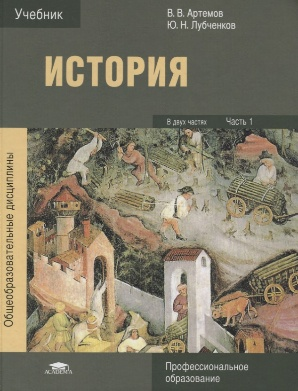 Учебник
В. В. Артемов
Ю. Н. Лубченков
ИСТОРИЯ
В двух частях
Часть 1
Общеобразовательные дисциплины
ACADEMA
Профессиональное
образование